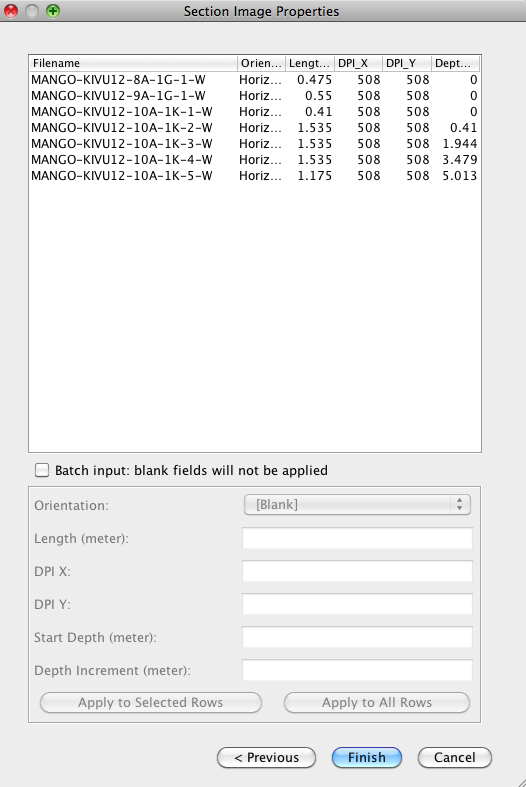 Section Image Properties
Filename Orien... Lengt... DPI_X DPI_Y Dept...
MANGO-KIVU12-8A-1G-1-W Horiz... 0.475 508 508 0
MANGO-KIVU12-9A-1G-1-W Horiz... 0.55 508 508 0
MANGO-KIVU12-10A-1K-1-W Horiz... 0.41 508 508 0
MANGO-KIVU12-10A-1K-2-W Horiz... 1.535 508 508 0.41
MANGO-KIVU12-10A-1K-3-W Horiz... 1.535 508 508 1.944
MANGO-KIVU12-10A-1K-4-W Horiz... 1.535 508 508 3.479
MANGO-KIVU12-10A-1K-5-W Horiz... 1.175 508 508 5.013
Batch input: blank fields will not be applied
Orientation: [Blank]
Length (meter):
DPI X:
DPI Y:
Start Depth (meter):
Depth Increment (meter):
Apply to Selected Rows Apply to All Rows
< Previous Finish Cancel